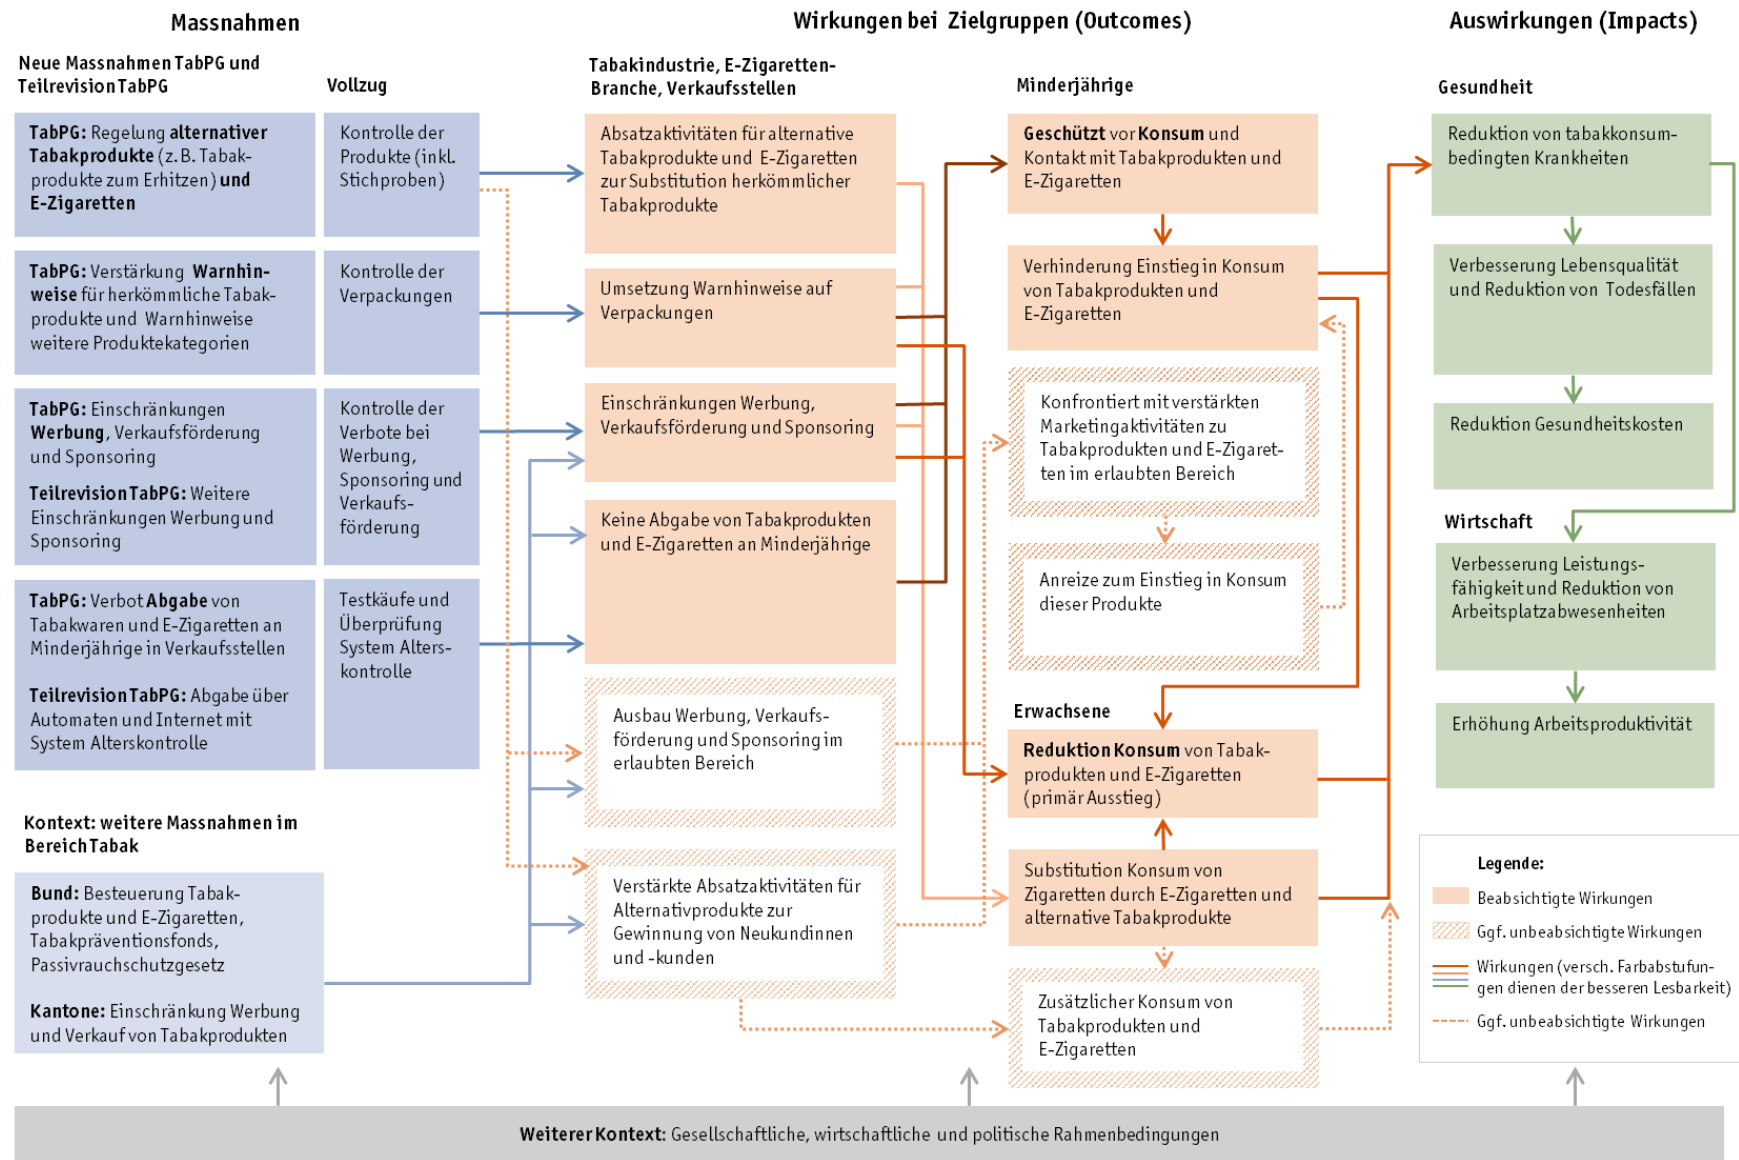 Massnahmen
Neue Massnahmen TabPG und
Teilrevision TabPG
Vollzug
TabPG: Regelung alternativer
Tabakprodukte (z.B. Tabak-
produkte zum Erhitzen) und
E-Zigaretten
Kontrolle der
Produkte (inkl.
Stichproben)
TabPG: Verstärkung Warnhin-
weise für herkömmliche Tabak-
produkte und Warnhinweise
weitere Produktekategorien
Kontrolle der
Verpackungen
TabPG: Einschränkungen
Werbung, Verkaufsförderung
und Sponsoring
Teilrevision TabPG: Weitere
Einschränkungen Werbung und
Sponsoring
Kontrolle der
Verbote bei
Werbung,
Sponsoring und
Verkaufs-
förderung
TabPG: Verbot Abgabe von
Tabakwaren und E-Zigaretten an
Minderjährige in Verkaufsstellen
Teilrevision TabPG: Abgabe über
Automaten und Internet mit
System Alterskontrolle
Testkäufe und
Überprüfung
System Alters-
kontrolle
Kontext: weitere Massnahmen im
Bereich Tabak
Bund: Besteuerung Tabak-
produkte und E-Zigaretten,
Tabakpräventionsfonds,
Passivrauchschutzgesetz
Kantone: Einschränkung Werbung
und Verkauf von Tabakprodukten
Wirkungen bei Zielgruppen (Outcomes)
Tabakindustrie, E-Zigaretten-
Branche, Verkaufsstellen
Absatzaktivitäten für alternative
Tabakprodukte und E-Zigaretten
zur Substitution herkömmlicher
Tabakprodukte
Umsetzung Warnhinweise auf
Verpackungen
Einschränkungen Werbung,
Verkaufsförderung und Sponsoring
Keine Abgabe von Tabakprodukten
und E-Zigaretten an Minderjährige
Ausbau Werbung, Verkaufs-
förderung und Sponsoring im
erlaubten Bereich
Verstärkte Absatzaktivitäten für
Alternativprodukte zur
Gewinnung von Neukundinnen
und -kunden
Minderjährige
Geschützt vor Konsum und
Kontakt mit Tabakprodukten und
E-Zigaretten
Verhinderung Einstieg in Konsum
von Tabakprodukten und
E-Zigaretten
Konfrontiert mit verstärkten
Marketingaktivitäten zu
Tabakprodukten und E-Zigaret-
ten im erlaubten Bereich
Anreize zum Einstieg in Konsum
dieser Produkte
Erwachsene
Reduktion Konsum von Tabak-
produkten und E-Zigaretten
(primär Ausstieg)
Substitution Konsum von
Zigaretten durch E-Zigaretten und
alternative Tabakprodukte
Zusätzlicher Konsum von
Tabakprodukten und
E-Zigaretten
Auswirkungen (Impacts)
Gesundheit
Reduktion von tabakkonsum-
bedingten Krankheiten
Verbesserung Lebensqualität
und Reduktion von Todesfällen
Reduktion Gesundheitskosten
Wirtschaft
Verbesserung Leistungs-
fähigkeit und Reduktion von
Arbeitsplatzabwesenheiten
Erhöhung Arbeitsproduktivität
Legende:
Beabsichtigte Wirkungen
Ggf. unbeabsichtigte Wirkungen
Wirkungen (versch. Farbabstufun-
gen dienen der besseren Lesbarkeit)
Ggf. unbeabsichtigte Wirkungen
Weiterer Kontext: Gesellschaftliche, wirtschaftliche und politische Rahmenbedingungen